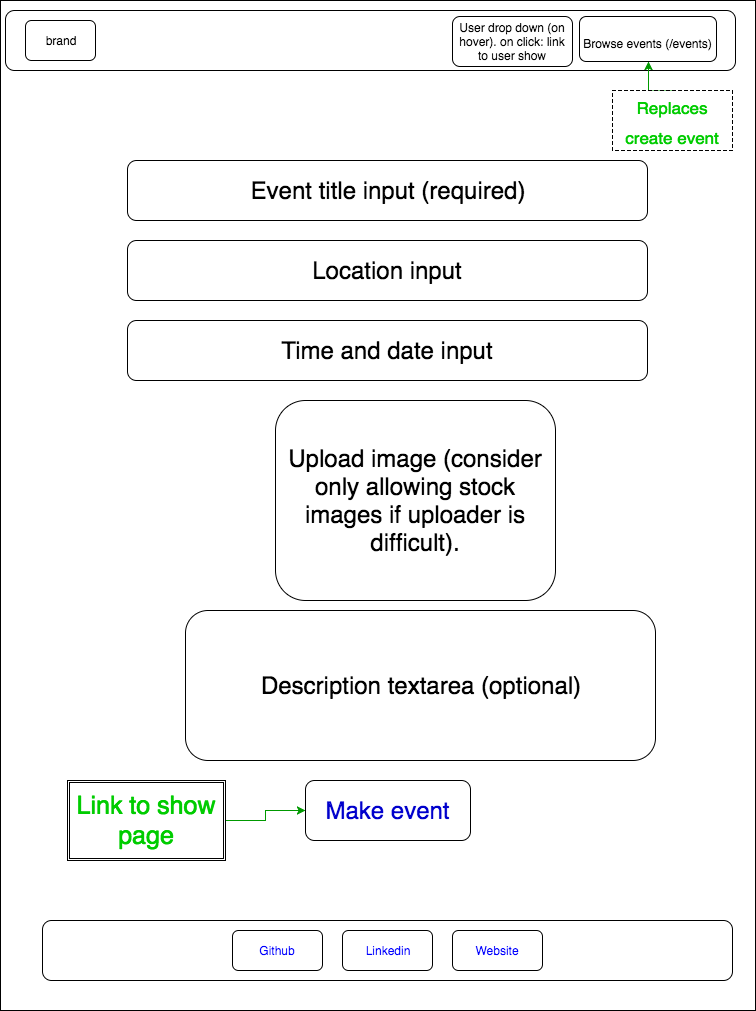 brand
User drop down (on
hover). on click: link
to user show
Browse events (/events)
Replaces
create event
Event title input (required)
Location input
Time and date input
Upload image (consider
only allowing stock
images if uploader is
difficult).
Description textarea (optional)
Link to show
page
Make event
Github
Linkedin
Website